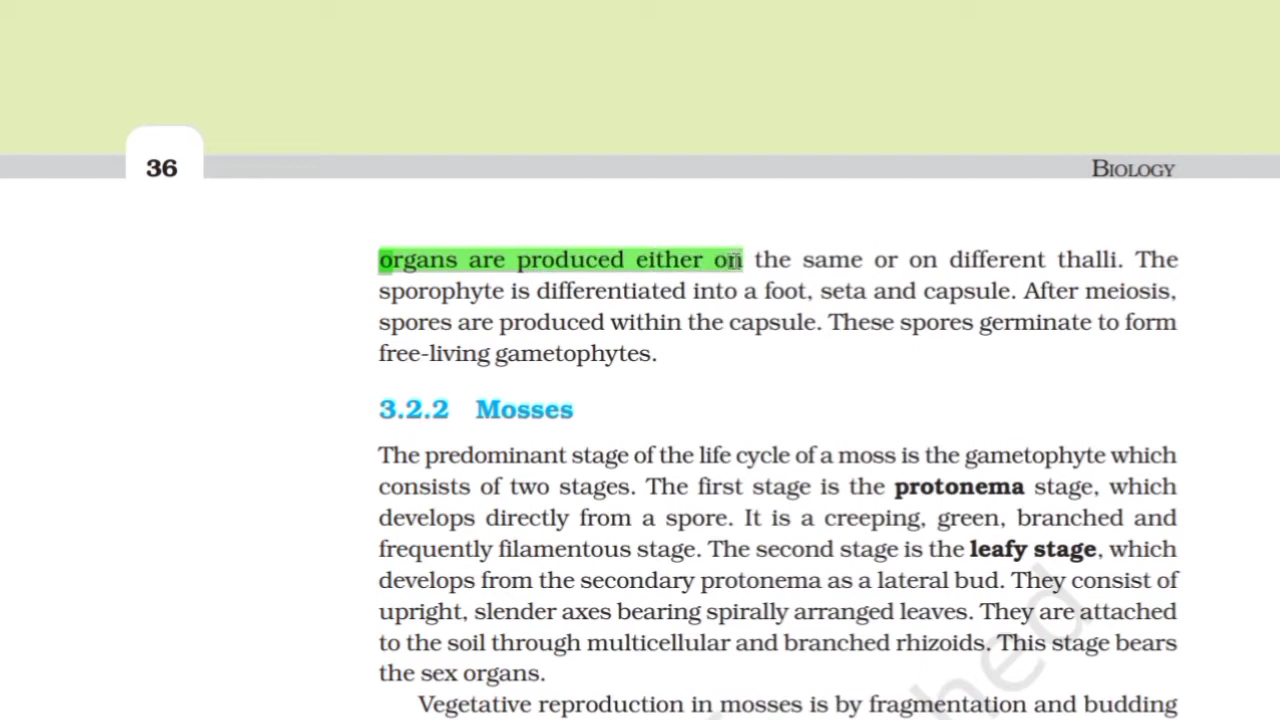 36
BIOLOGY
organs are produced either on the same or on different thalli. The
sporophyte is differentiated into a foot, seta and capsule. After meiosis,
spores are produced within the capsule. These spores germinate to form
free-living gametophytes.
3.2.2 Mosses
The predominant stage of the life cycle of a moss is the gametophyte which
consists of two stages. The first stage is the protonema stage, which
develops directly from a spore. It is a creeping, green, branched and
frequently filamentous stage. The second stage is the leafy stage, which
develops from the secondary protonema as a lateral bud. They consist of
upright, slender axes bearing spirally arranged leaves. They are attached
to the soil through multicellular and branched rhizoids. This stage bears
the sex organs.
Vegetative reproduction in mosses is by fragmentation and budding